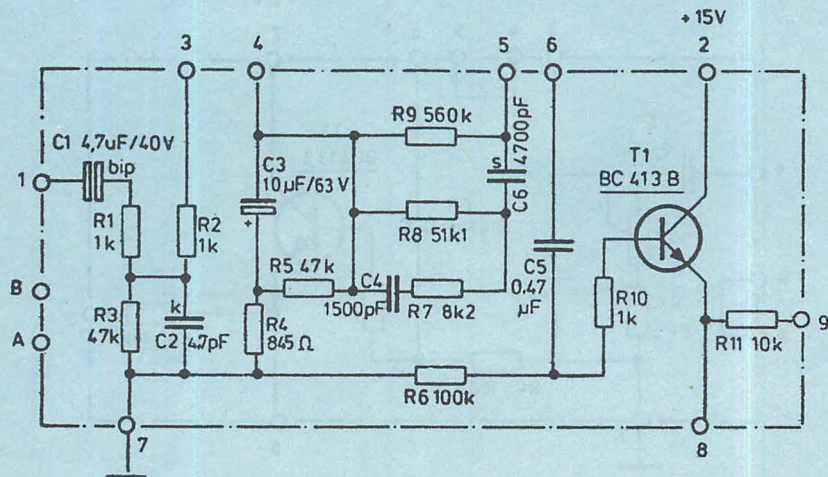 +15V
3
4
5
6
2
R9 560k
4700pF
C1 4,7uF/40V
bip
s
C6
T1
BC 413 B
C3
10µF/63V
+
1
R1
1k
R2
1k
R8 51k1
C5
0.47
µF
R5 47k
C4
1500pF
R7 8k2
B
R10
1k
R3
47k
k
C2
47pF
R4
845Ω
9
A
R11 10k
R6 100k
7
8